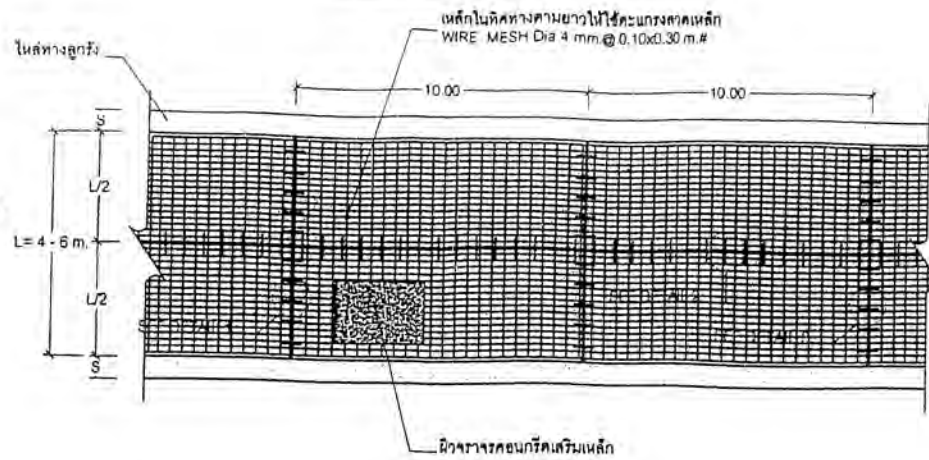 เหล็กในทิศทางตามยาวให้ใช้ตะแกรงลวดเหล็ก
WIRE MESH Dia 4 mm.@ 0.10x0.30 m.#
ไหล่ทางลูกรัง
10.00
10.00
S
L/2
L= 4 - 6 m.
L/2
S
ผิวจราจรคอนกรีตเสริมเหล็ก